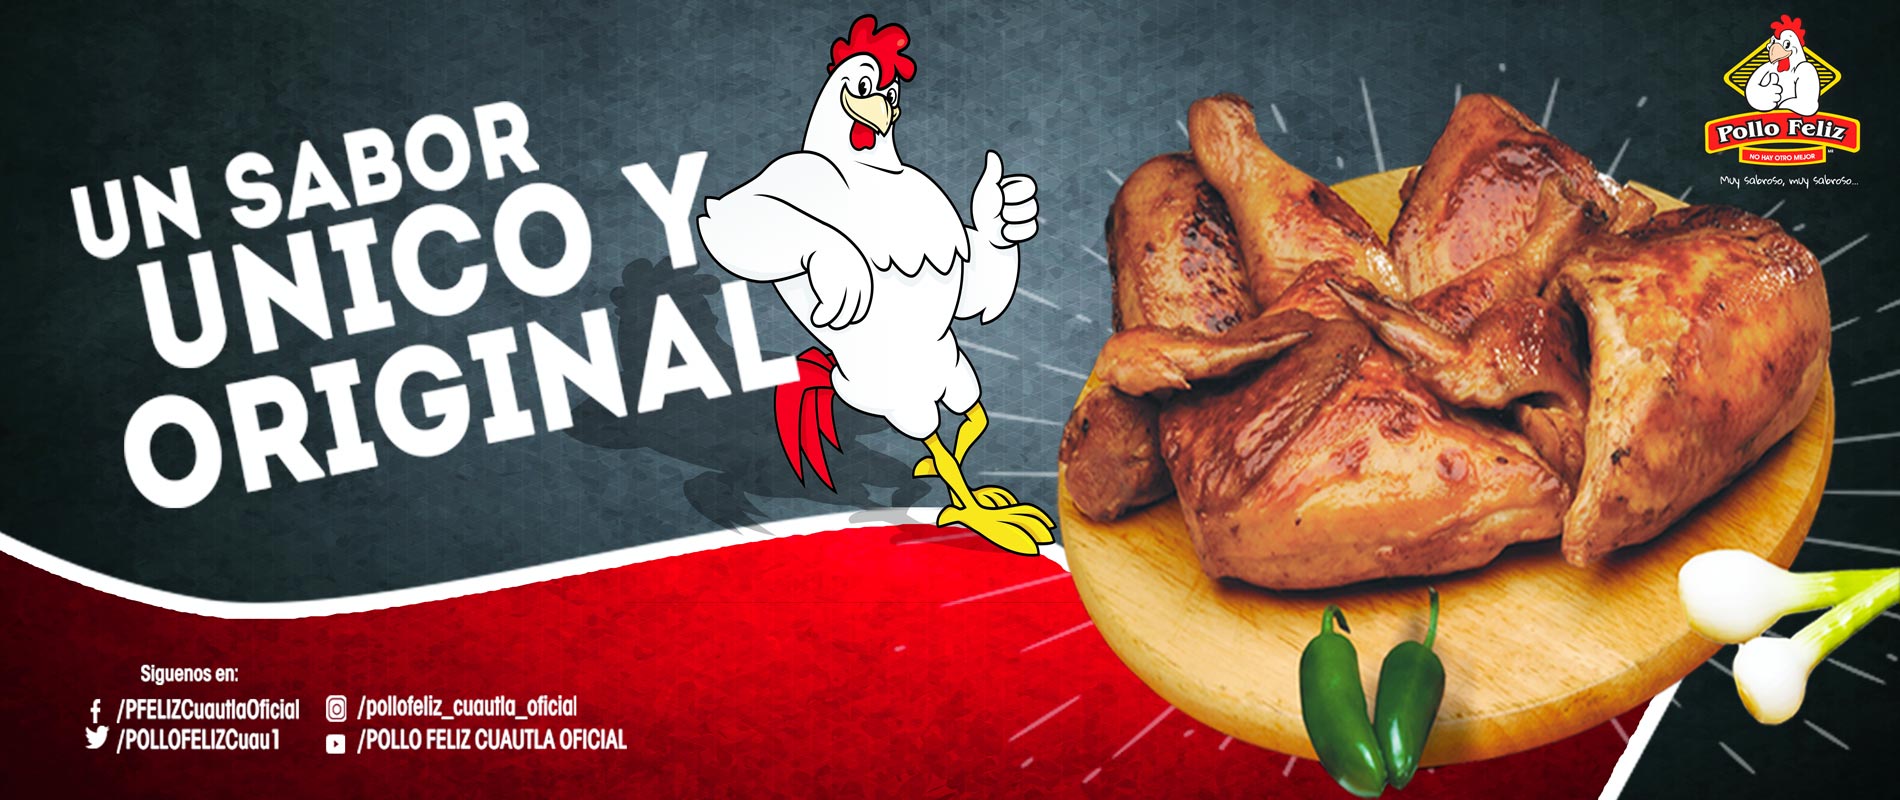 UN SABOR
UNICO Y
ORIGINAL
Pollo Feliz
NO HAY OTRO MEJOR
MR
Muy sabroso, muy sabroso...
Siguenos en:
/PFELIZCuautlaOficial
/pollofeliz_cuautla_oficial
/POLLOFELIZCuau1
/POLLO FELIZ CUAUTLA OFICIAL